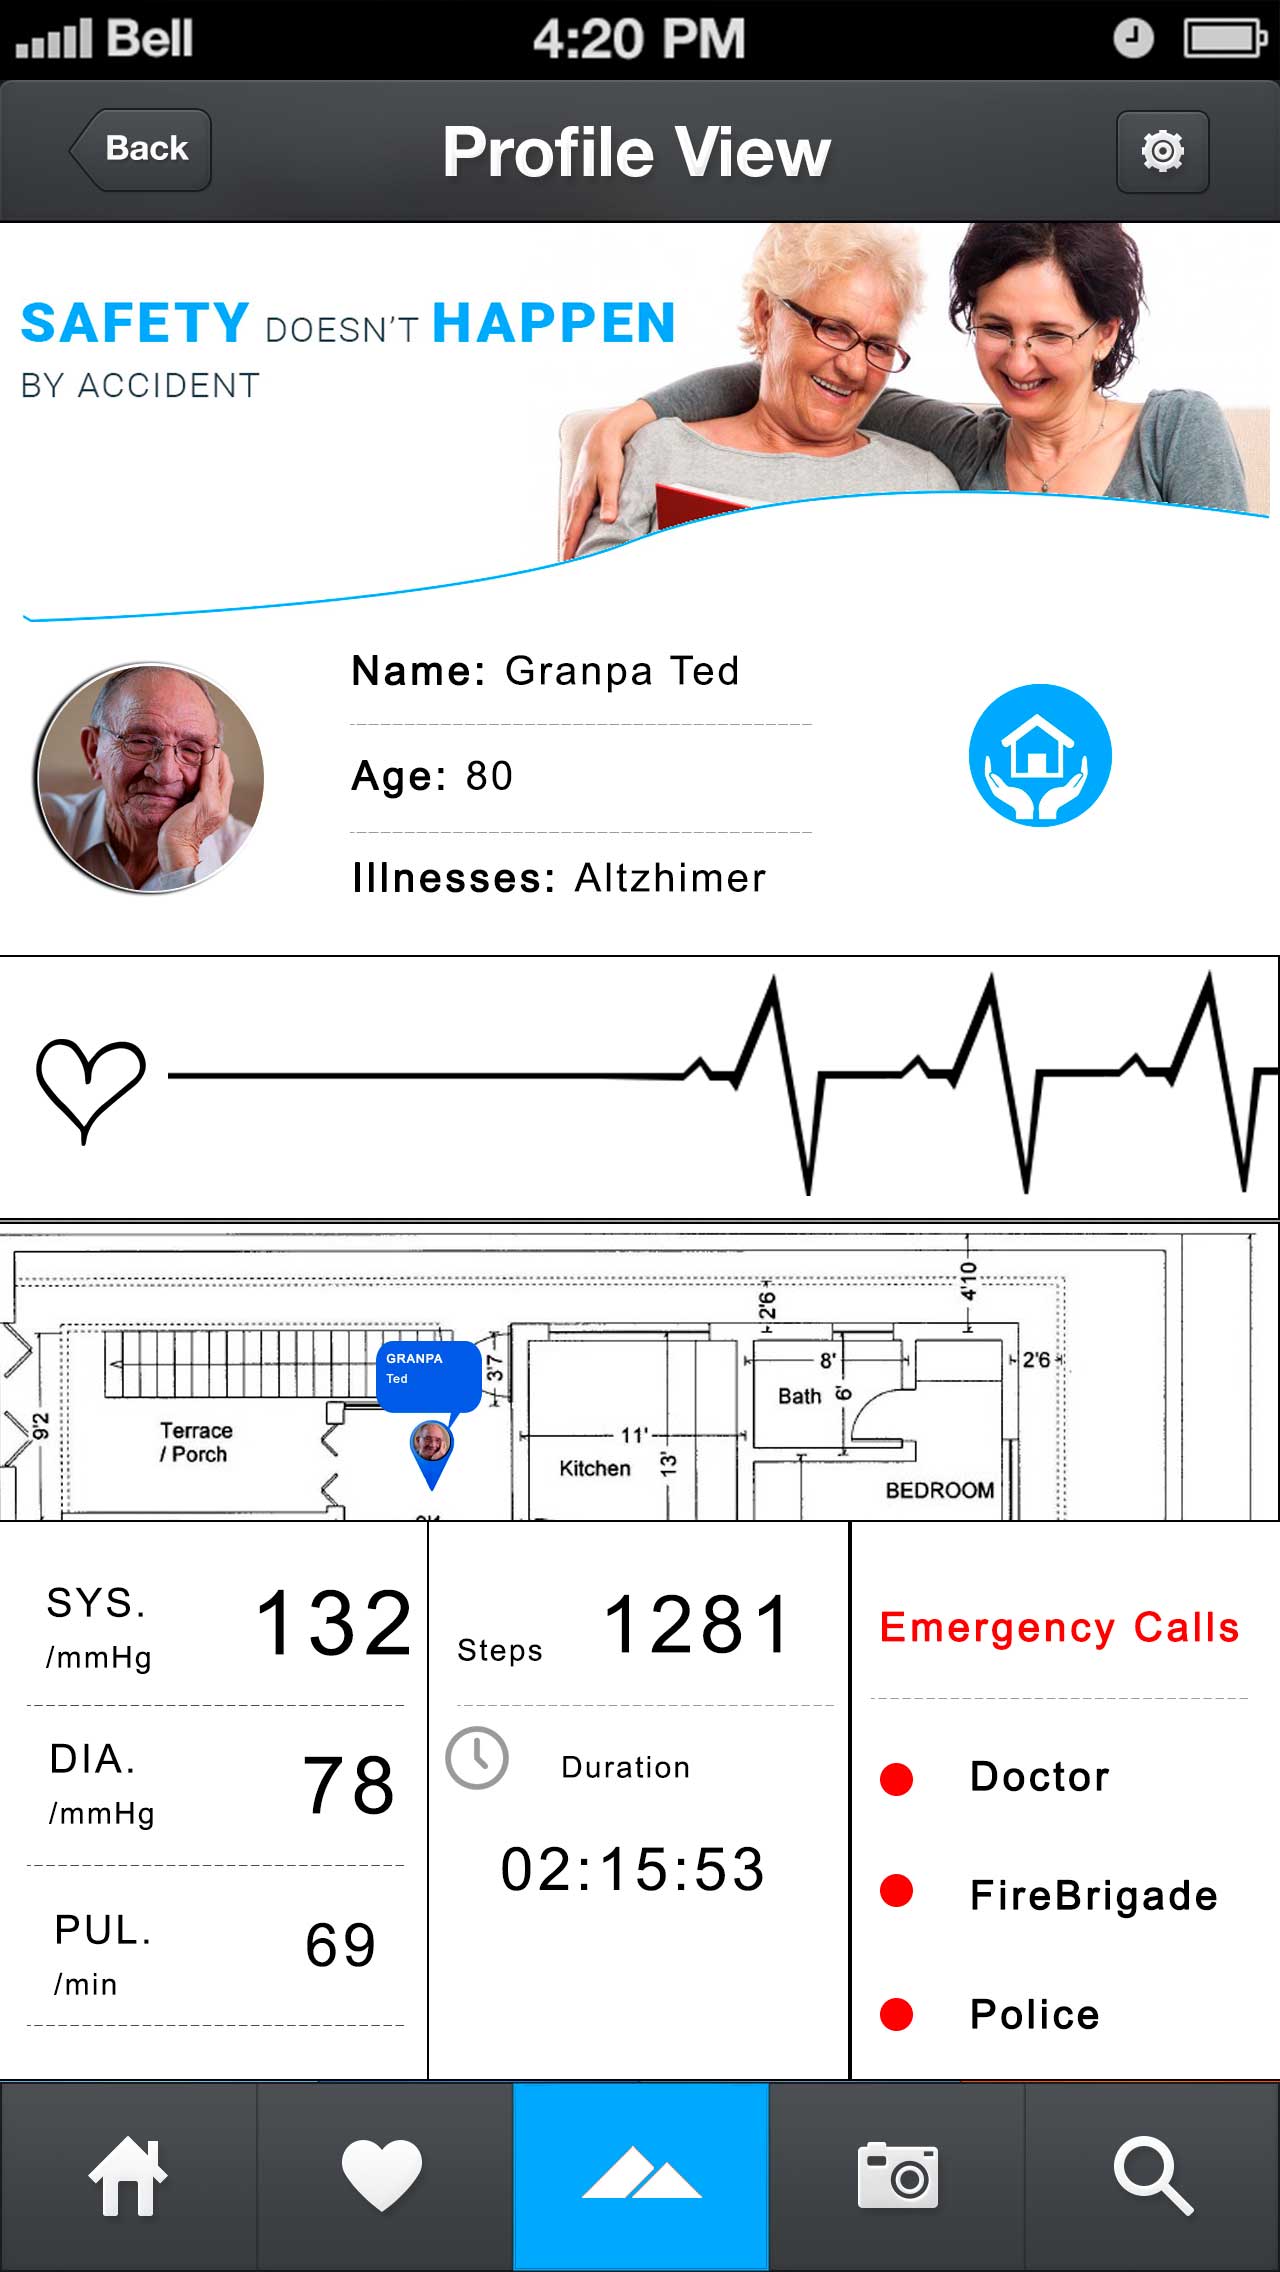 Bell
4:20 PM
Back
Profile View
SAFETY DOESN'T HAPPEN
BY ACCIDENT
Name: Granpa Ted
Age: 80
Illnesses: Altzhimer
4'10
2'6
GRANPA
Ted
3'7
8'
2'6
9'2
Bath
6'
Terrace
/ Porch
11'
Kitchen
13'
BEDROOM
SYS.
/mmHg
132
Steps
1281
Emergency Calls
DIA.
/mmHg
78
Duration
02:15:53
Doctor
FireBrigade
PUL.
/min
69
Police